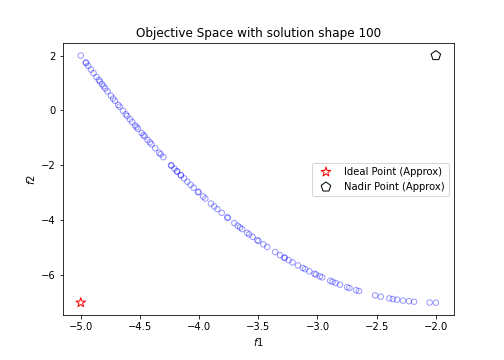 Objective Space with solution shape 100
2
0
−2
−4
−6
f2
Ideal Point (Approx)
Nadir Point (Approx)
−5.0 −4.5 −4.0 −3.5 −3.0 −2.5 −2.0
f1